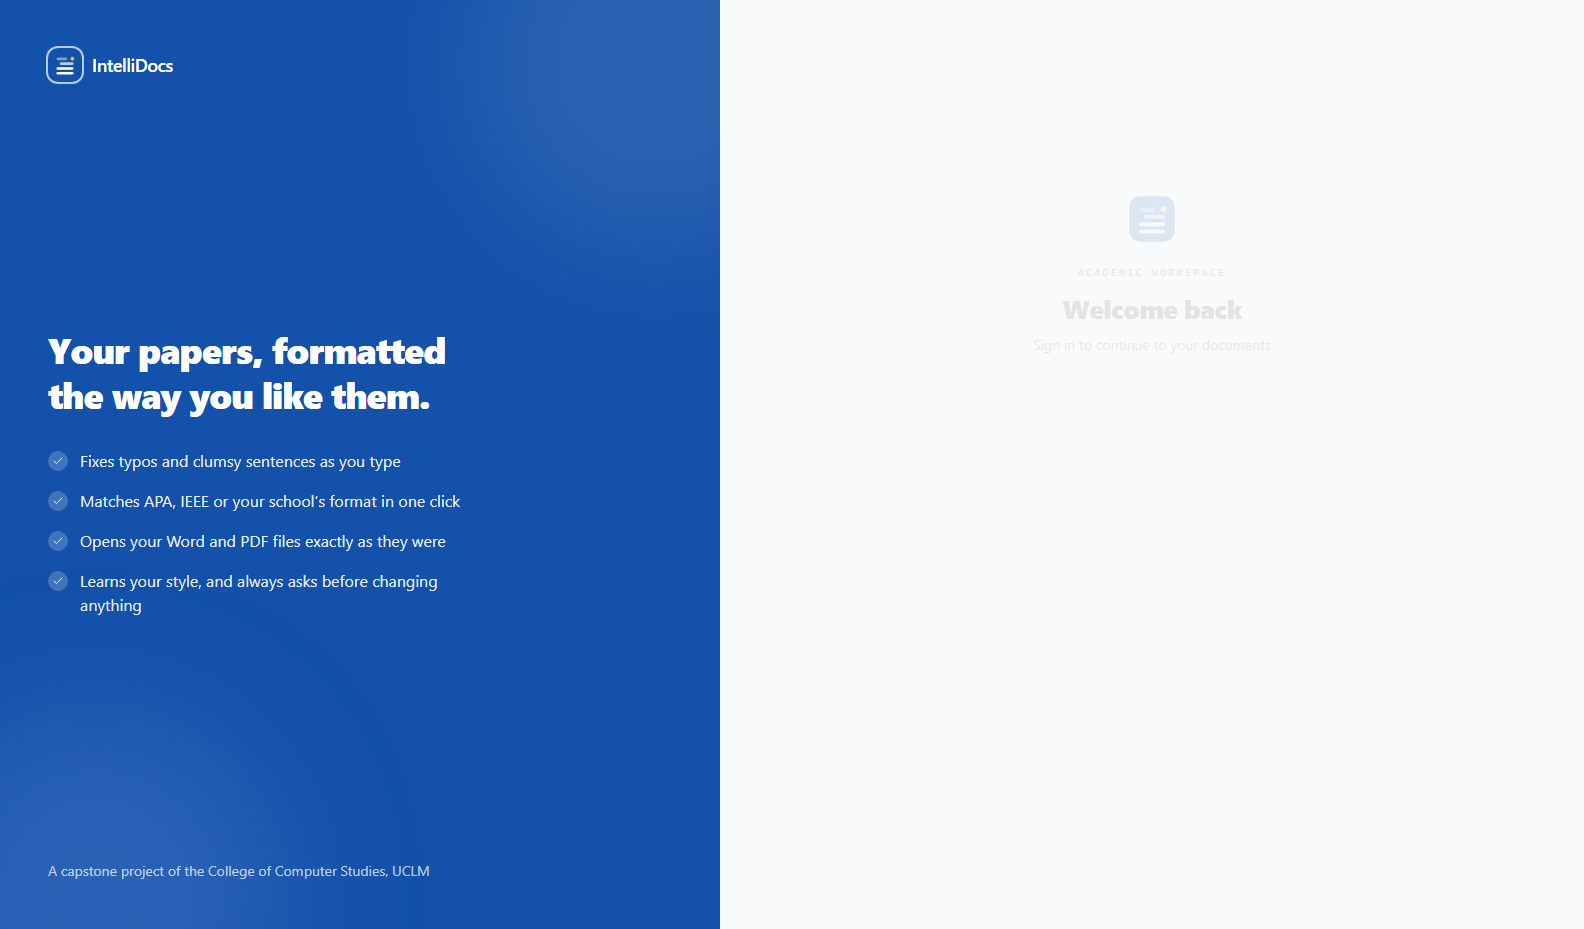 IntelliDocs
Your papers, formatted
the way you like them.
Fixes typos and clumsy sentences as you type
Matches APA, IEEE or your school's format in one click
Opens your Word and PDF files exactly as they were
Learns your style, and always asks before changing
anything
A capstone project of the College of Computer Studies, UCLM
ACADEMIC WORKSPACE
Welcome back
Sign in to continue to your documents